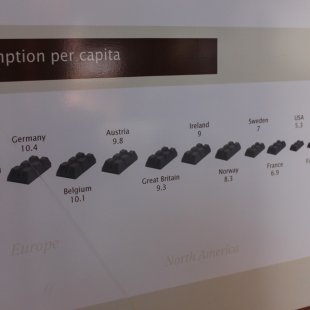 per capita
Germany
10.4
Belgium
10.1
Austria
9.8
Great Britain
9.3
Ireland
9
Norway
8.3
Sweden
7
France
6.9
USA
5.3
Europe
North America